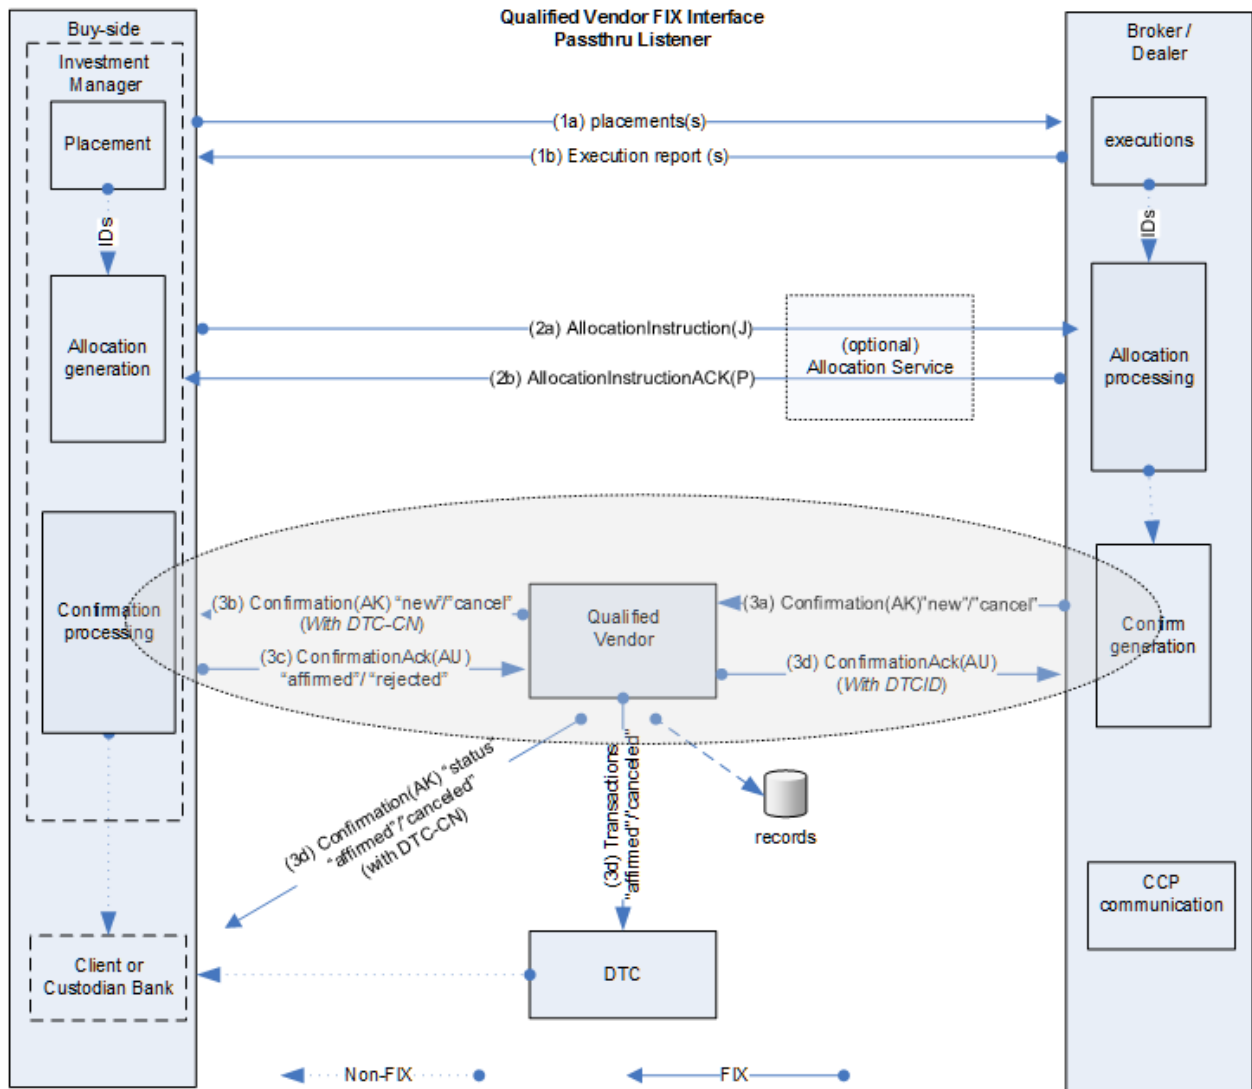 Qualified Vendor FIX Interface
Passthru Listener
Buy-side
Investment
Manager
Placement
IDs
Allocation
generation
Confirmation
processing
Client or
Custodian Bank
Broker /
Dealer
executions
IDs
Allocation
processing
Confirm
generation
CCP
communication
(1a) placements(s)
(1b) Execution report (s)
(2a) AllocationInstruction(J)
(2b) AllocationInstructionACK(P)
(optional)
Allocation Service
(3b) Confirmation(AK) “new”/”cancel”
(With DTC-CN)
(3c) ConfirmationAck(AU)
“affirmed”/ “rejected”
Qualified
Vendor
(3a) Confirmation(AK)”new”/”cancel”
(3d) ConfirmationAck(AU)
(With DTCID)
(3d) Confirmation(AK) “status”
“affirmed”/”canceled”
(with DTC-CN)
(3d) Transactions
“affirmed”/”canceled”
records
DTC
Non-FIX
FIX